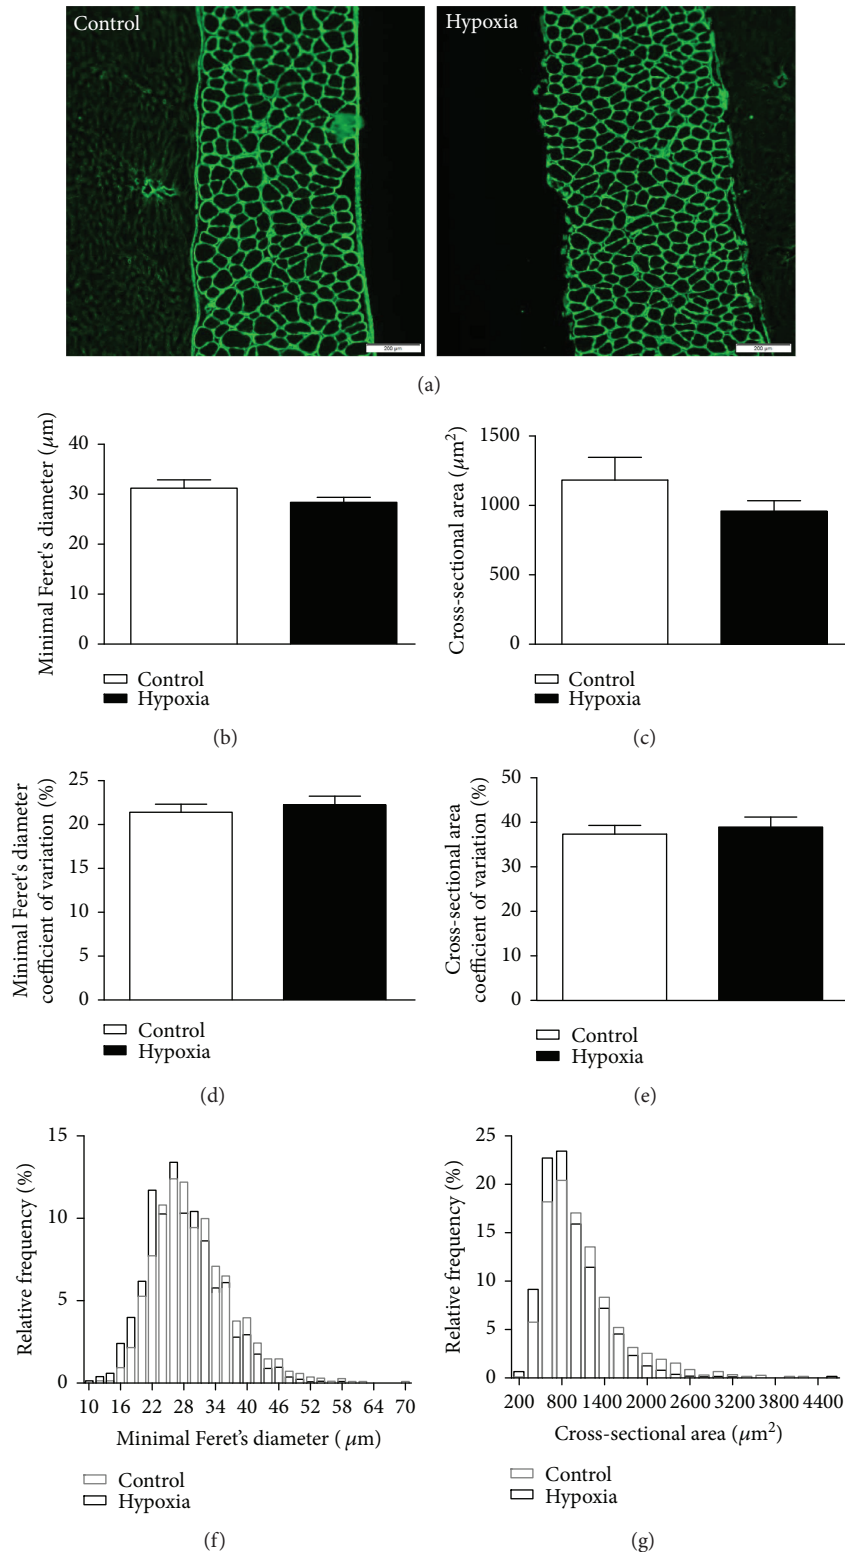 Control
Hypoxia
200 μm
200 μm
(a)
Minimal Feret's diameter (μm)
40
30
20
10
0
Control
Hypoxia
(b)
Cross-sectional area (μm²)
1500
1000
500
0
Control
Hypoxia
(c)
Minimal Feret's diameter
coefficient of variation (%)
25
20
15
10
5
0
Control
Hypoxia
(d)
Cross-sectional area
coefficient of variation (%)
50
40
30
20
10
0
Control
Hypoxia
(e)
Relative frequency (%)
15
10
5
0
10 16 22 28 34 40 46 52 58 64 70
Minimal Feret's diameter ( μm)
Control
Hypoxia
(f)
Relative frequency (%)
25
20
15
10
5
0
200 800 1400 2000 2600 3200 3800 4400
Cross-sectional area (μm²)
Control
Hypoxia
(g)